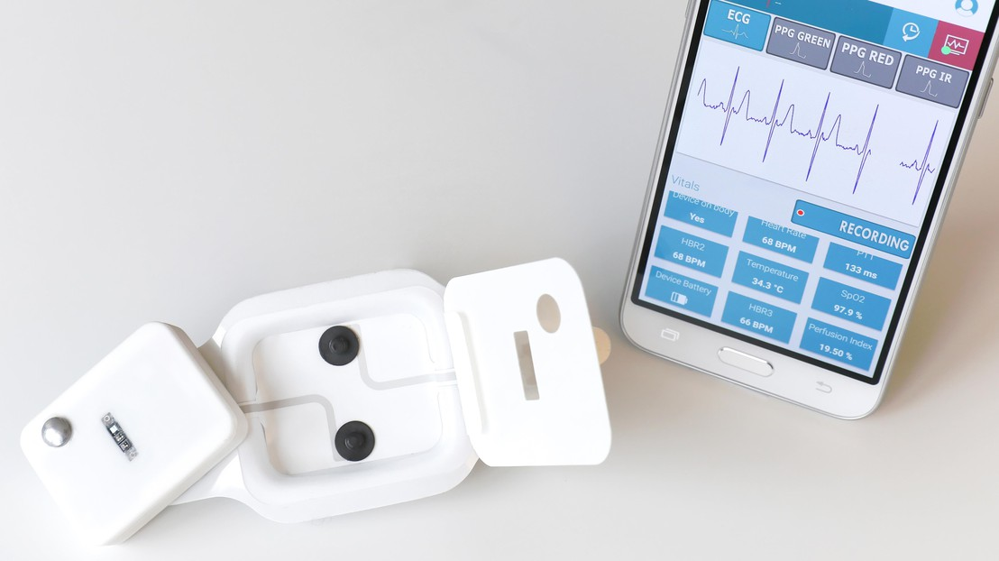 ECG
PPG GREEN
PPG RED
PPG IR
Vitals
Device on body
Yes
Heart Rate
68 BPM
RECORDING
PTT
133 ms
HBR2
68 BPM
Temperature
34.3 °C
SpO2
97.9 %
Device Battery
HBR3
66 BPM
Perfusion Index
19.50 %